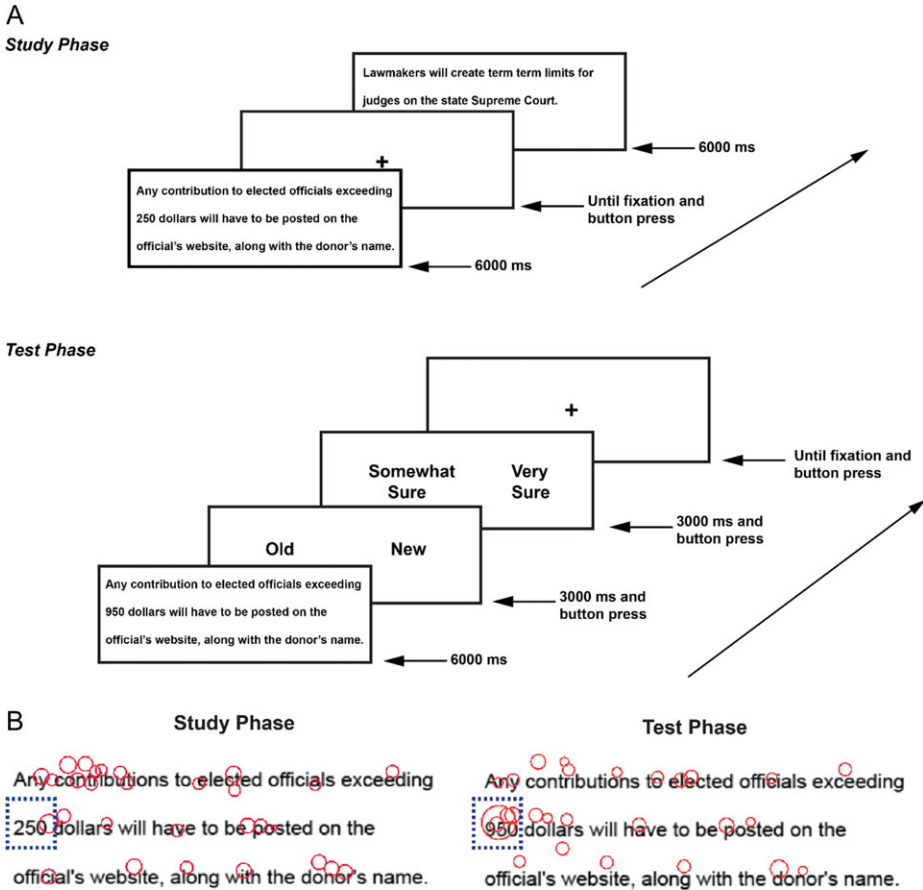 A
Study Phase
Lawmakers will create term term limits for
judges on the state Supreme Court.
6000 ms
+
Until fixation and
button press
Any contribution to elected officials exceeding
250 dollars will have to be posted on the
official's website, along with the donor's name.
6000 ms
Test Phase
+
Until fixation and
button press
Somewhat
Sure
Very
Sure
3000 ms and
button press
Old
New
3000 ms and
button press
Any contribution to elected officials exceeding
950 dollars will have to be posted on the
official's website, along with the donor's name.
6000 ms
B
Study Phase
Any contributions to elected officials exceeding
250 dollars will have to be posted on the
official's website, along with the donor's name.
Test Phase
Any contributions to elected officials exceeding
950 dollars will have to be posted on the
official's website, along with the donor's name.